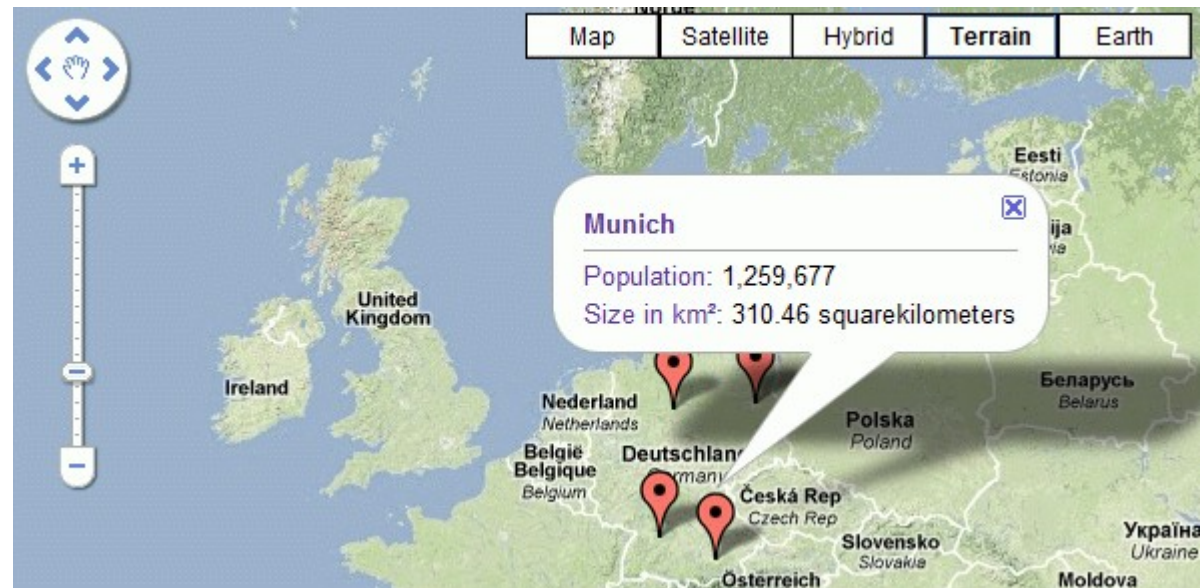 Map
Satellite
Hybrid
Terrain
Earth
Eesti
Estonia
Munich
ija
Population: 1,259,677
Size in km²: 310.46 squarekilometers
United
Kingdom
Ireland
Nederland
Netherlands
Беларусь
Belarus
Polska
Poland
België
Belgique
Belgium
Deutschlan
Česká Rep
Czech Rep
Slovensko
Slovakia
Україна
Ukraine
Österreich
Moldova